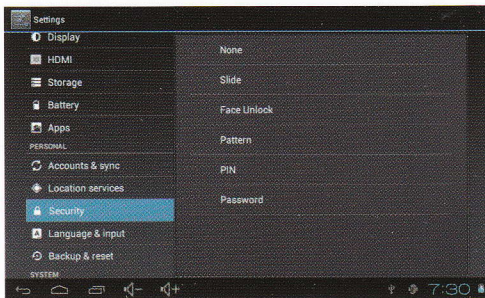 Settings
Display
HDMI
Storage
Battery
Apps
PERSONAL
Accounts & sync
Location services
Security
Language & input
Backup & reset
SYSTEM
None
Slide
Face Unlock
Pattern
PIN
Password
7:30